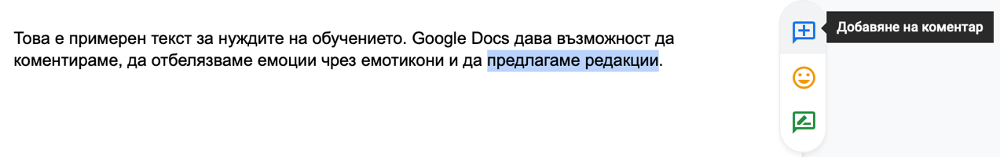 Това е примерен текст за нуждите на обучението. Google Docs дава възможност да
коментираме, да отбелязваме емоции чрез емотикони и да предлагаме редакции.
Добавяне на коментар